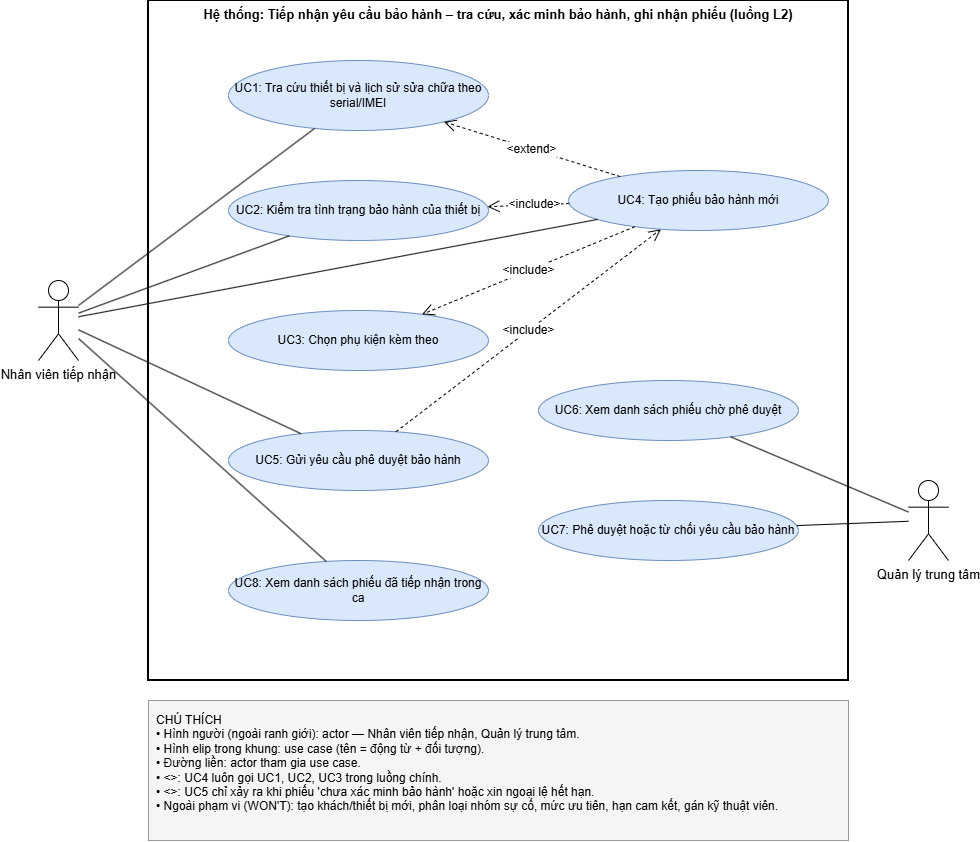 Hệ thống: Tiếp nhận yêu cầu bảo hành – tra cứu, xác minh bảo hành, ghi nhận phiếu (luồng L2)
UC1: Tra cứu thiết bị và lịch sử sửa chữa theo
serial/IMEI
<extend>
UC2: Kiểm tra tình trạng bảo hành của thiết bị
<include>
UC4: Tạo phiếu bảo hành mới
<include>
UC3: Chọn phụ kiện kèm theo
<include>
Nhân viên tiếp nhận
UC6: Xem danh sách phiếu chờ phê duyệt
UC5: Gửi yêu cầu phê duyệt bảo hành
UC7: Phê duyệt hoặc từ chối yêu cầu bảo hành
Quản lý trung tâm
UC8: Xem danh sách phiếu đã tiếp nhận trong
ca
CHÚ THÍCH
• Hình người (ngoài ranh giới): actor — Nhân viên tiếp nhận, Quản lý trung tâm.
• Hình elip trong khung: use case (tên = động từ + đối tượng).
• Đường liền: actor tham gia use case.
• <>: UC4 luôn gọi UC1, UC2, UC3 trong luồng chính.
• <>: UC5 chỉ xảy ra khi phiếu 'chưa xác minh bảo hành' hoặc xin ngoại lệ hết hạn.
• Ngoài phạm vi (WON'T): tạo khách/thiết bị mới, phân loại nhóm sự cố, mức ưu tiên, hạn cam kết, gán kỹ thuật viên.